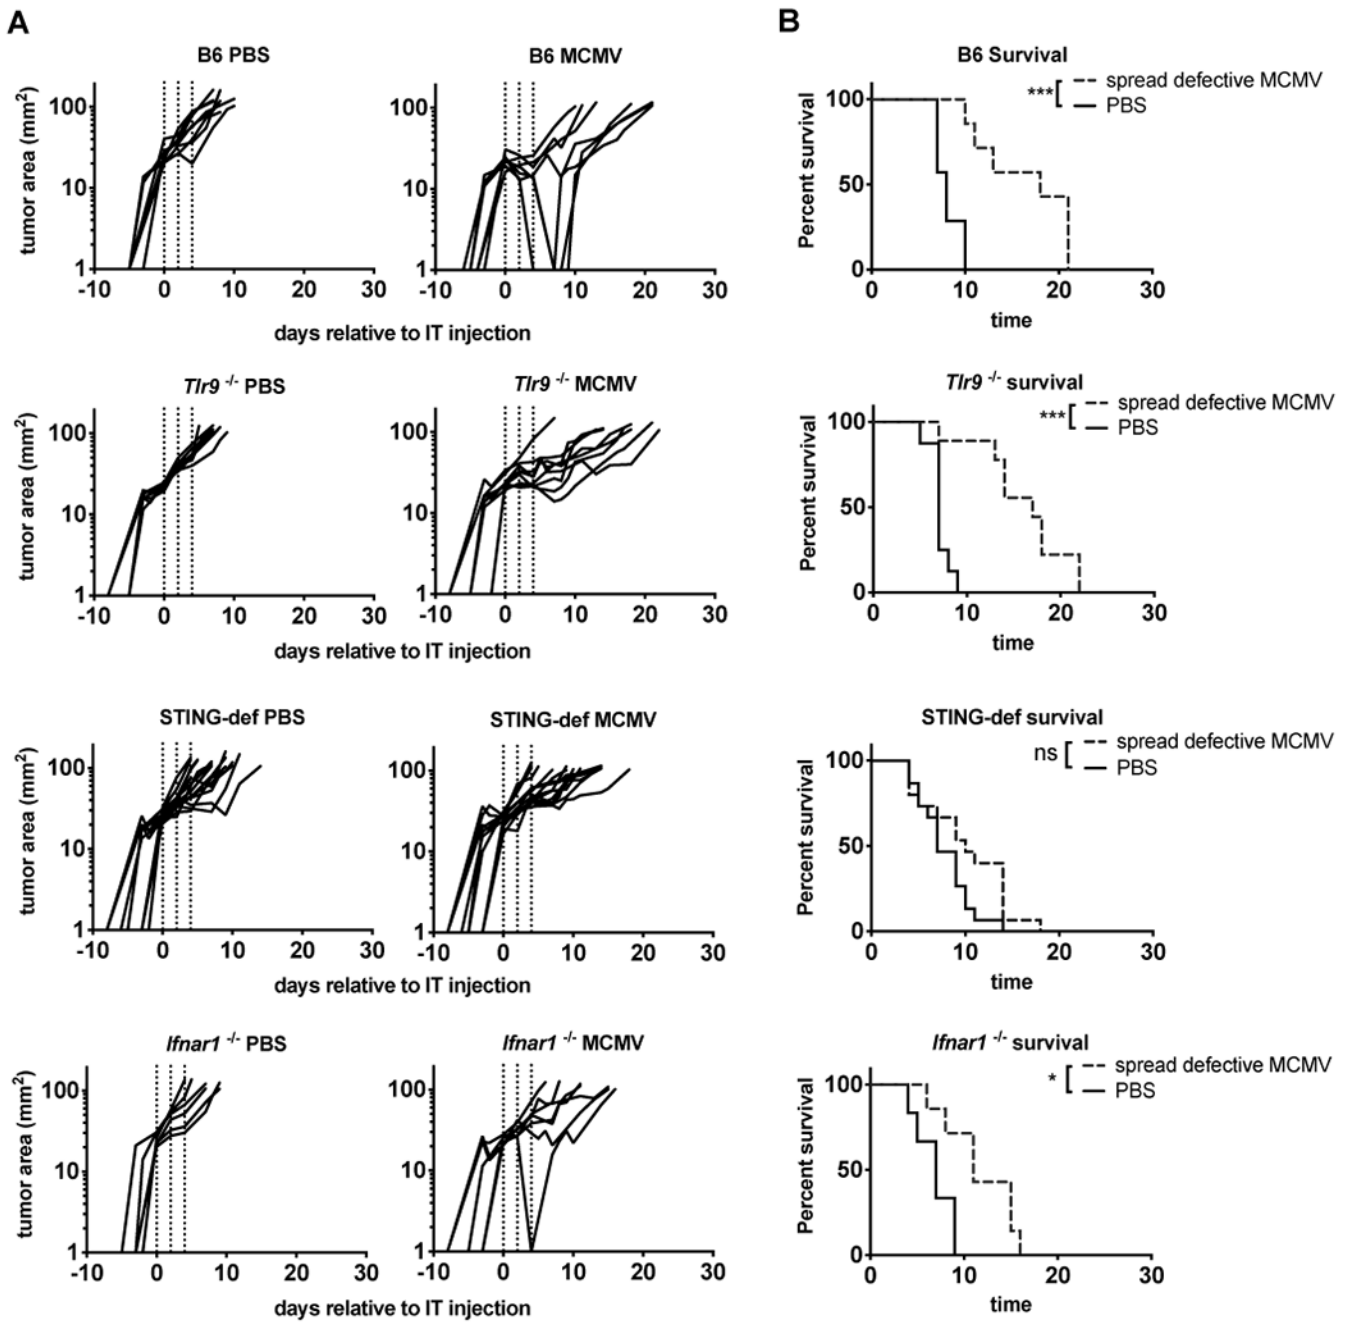 A
B
B6 PBS
B6 MCMV
B6 Survival
tumor area (mm²)
100
10
1
-10 0 10 20 30
100
10
1
-10 0 10 20 30
days relative to IT injection
Percent survival
100
50
0
0 10 20 30
time
*** spread defective MCMV
PBS
Tlr9 -/- PBS
Tlr9 -/- MCMV
Tlr9 -/- survival
tumor area (mm²)
100
10
1
-10 0 10 20 30
100
10
1
-10 0 10 20 30
days relative to IT injection
Percent survival
100
50
0
0 10 20 30
time
*** spread defective MCMV
PBS
STING-def PBS
STING-def MCMV
STING-def survival
tumor area (mm²)
100
10
1
-10 0 10 20 30
100
10
1
-10 0 10 20 30
days relative to IT injection
Percent survival
100
50
0
0 10 20 30
time
ns spread defective MCMV
PBS
Ifnar1 -/- PBS
Ifnar1 -/- MCMV
Ifnar1 -/- survival
tumor area (mm²)
100
10
1
-10 0 10 20 30
100
10
1
-10 0 10 20 30
days relative to IT injection
Percent survival
100
50
0
0 10 20 30
time
* spread defective MCMV
PBS